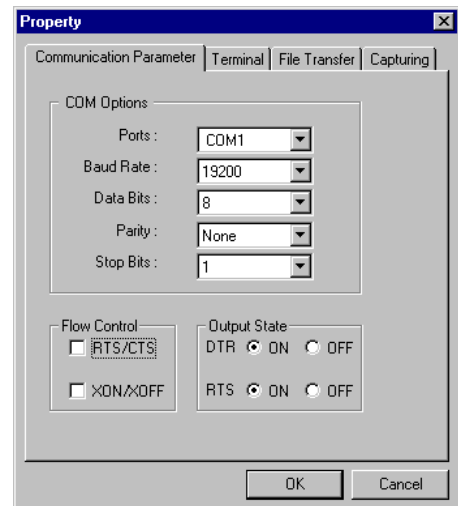 Property
Communication Parameter Terminal File Transfer Capturing
COM Options
Ports : COM1
Baud Rate : 19200
Data Bits : 8
Parity : None
Stop Bits : 1
Flow Control Output State
RTS/CTS DTR ON OFF
XON/XOFF RTS ON OFF
OK Cancel